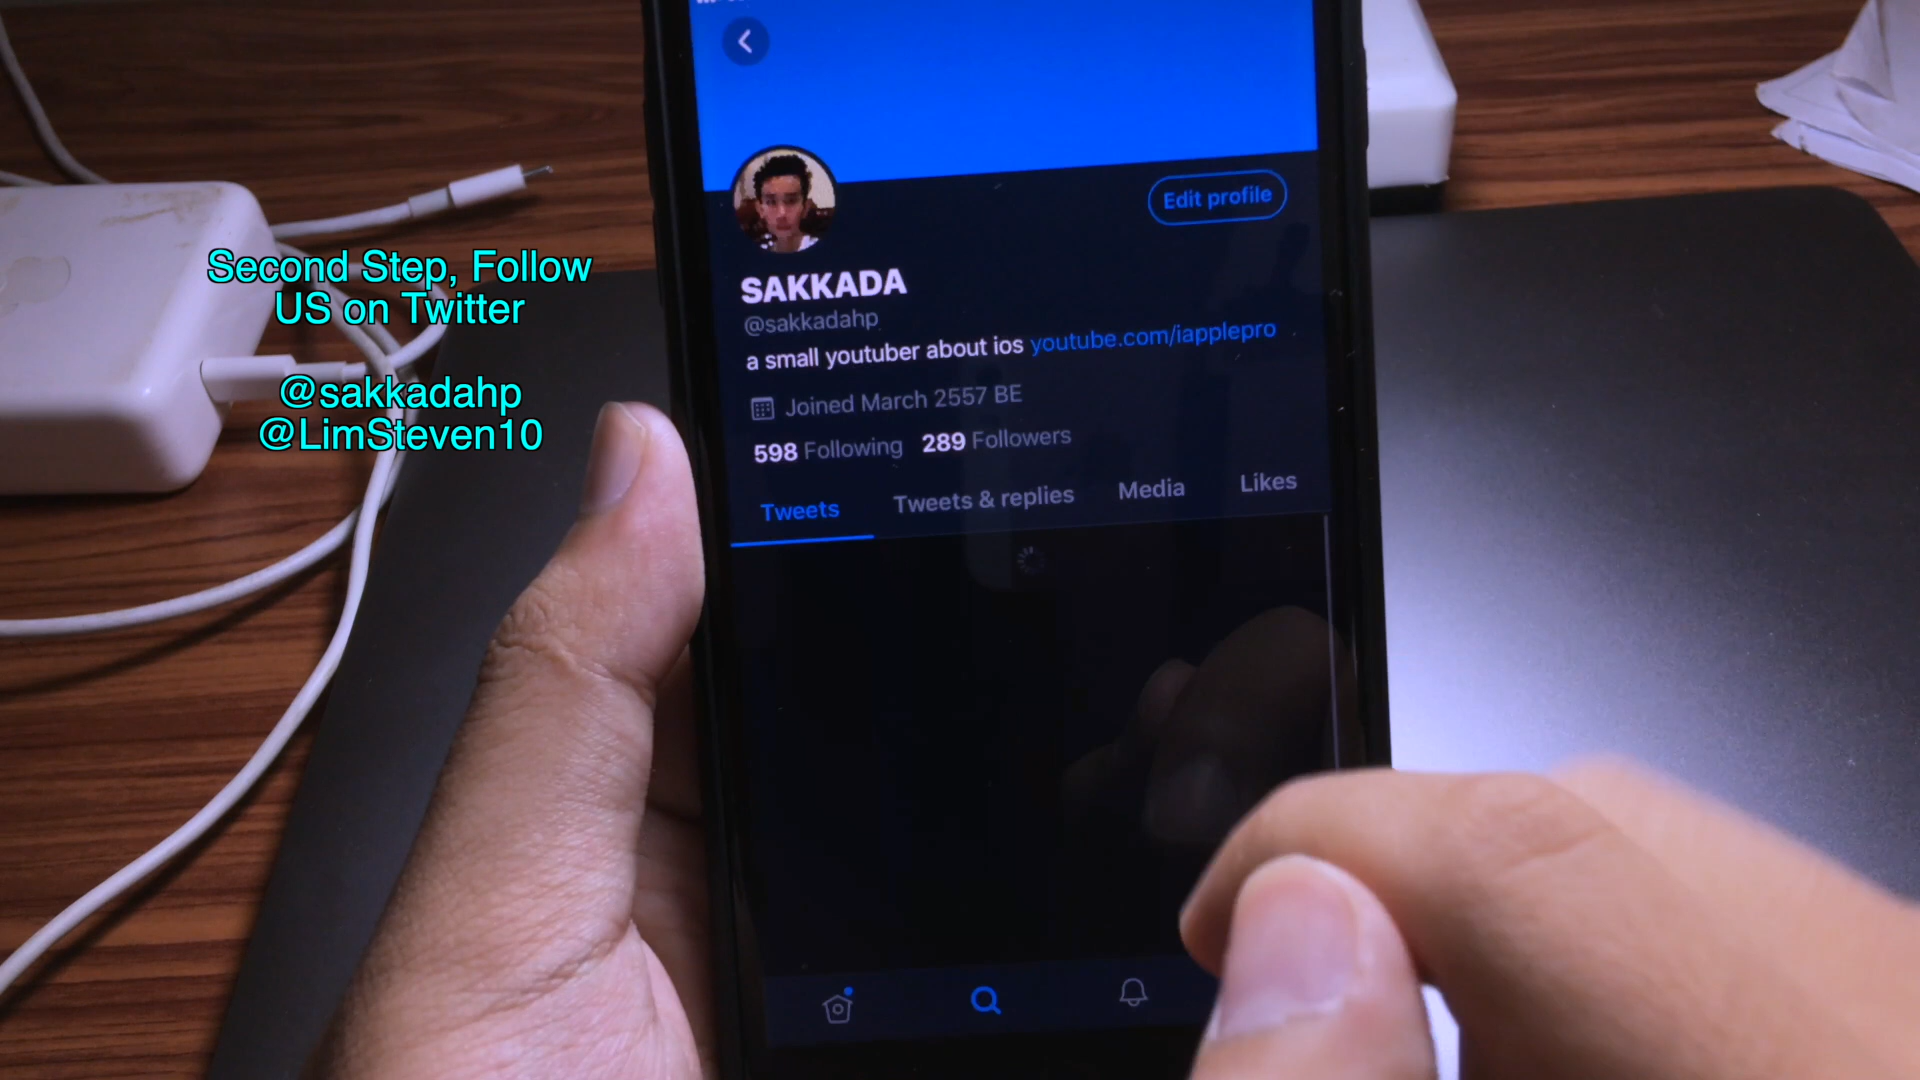 Second Step, Follow
US on Twitter
@sakkadahp
@LimSteven10
Edit profile
SAKKADA
@sakkadahp
a small youtuber about ios youtube.com/iapplepro
Joined March 2557 BE
598 Following 289 Followers
Tweets Tweets & replies Media Likes